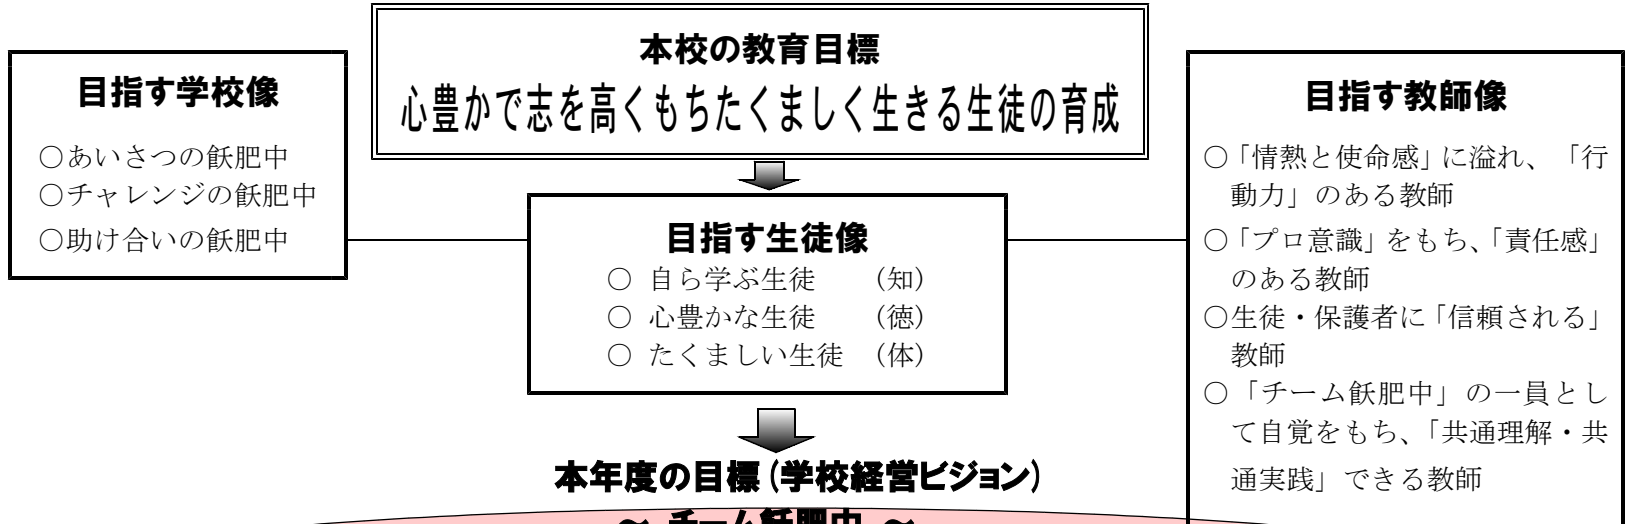 本校の教育目標
心豊かで志を高くもちたくましく生きる生徒の育成
目指す学校像
○あいさつの飫肥中
○チャレンジの飫肥中
○助け合いの飫肥中
目指す生徒像
○ 自ら学ぶ生徒 (知)
○ 心豊かな生徒 (徳)
○ たくましい生徒 (体)
目指す教師像
○「情熱と使命感」に溢れ、「行
動力」のある教師
○「プロ意識」をもち、「責任感」
のある教師
○生徒・保護者に「信頼される」
教師
○「チーム飫肥中」の一員とし
て自覚をもち、「共通理解・共
通実践」できる教師
本年度の目標(学校経営ビジョン)
~ チーム飫肥中 ~